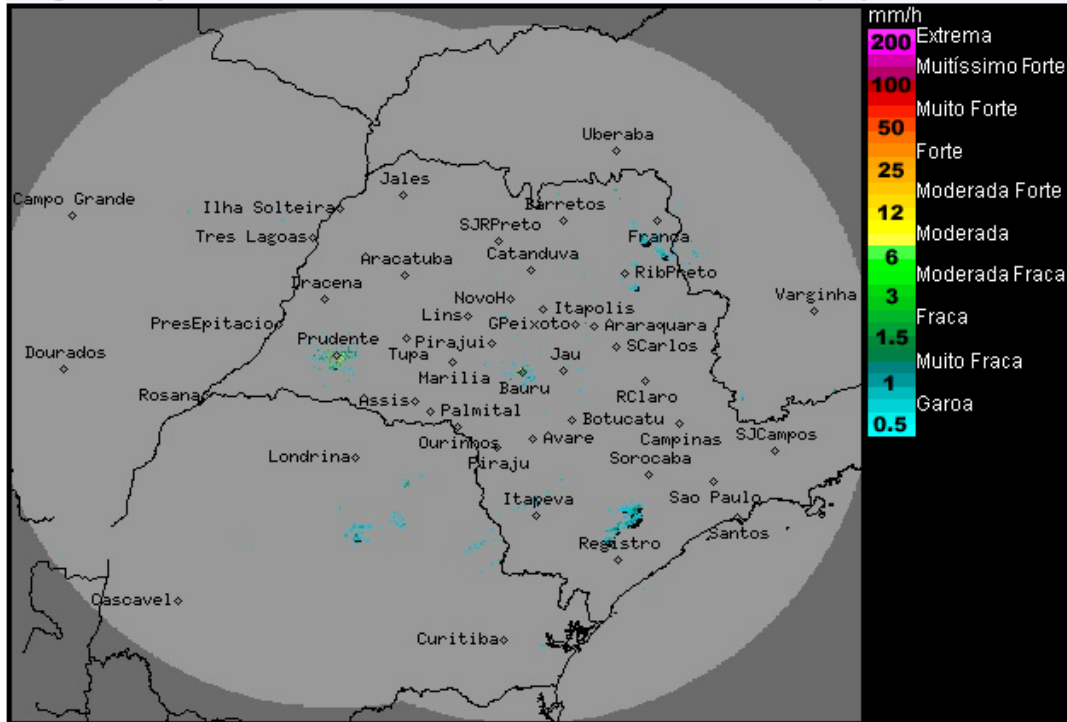 mm/h
200 Extrema
Muitíssimo Forte
100
Muito Forte
50
Forte
25
Moderada Forte
12
Moderada
6
Moderada Fraca
3
Fraca
1.5
Muito Fraca
1
Garoa
0.5
Uberaba
Jales
Campo Grande
Ilha Solteira
Barretos
Tres Lagoas
SJRPreto
Franca
Catanduva
Aracatuba
RibPreto
Dracena
NovoH
Itapolis
Varginha
Lins
GPeixoto
Araraquara
PresEpitacio
Prudente
Pirajui
SCarlos
Dourados
Tupa
Jau
Marilia
Bauru
Rosana
Assis
RClaro
Palmital
Botucatu
Ourinhos
Avare
Campinas
SJCampos
Londrina
Piraju
Sorocaba
Itapeva
Sao Paulo
Santos
Registro
Cascavel
Curitiba